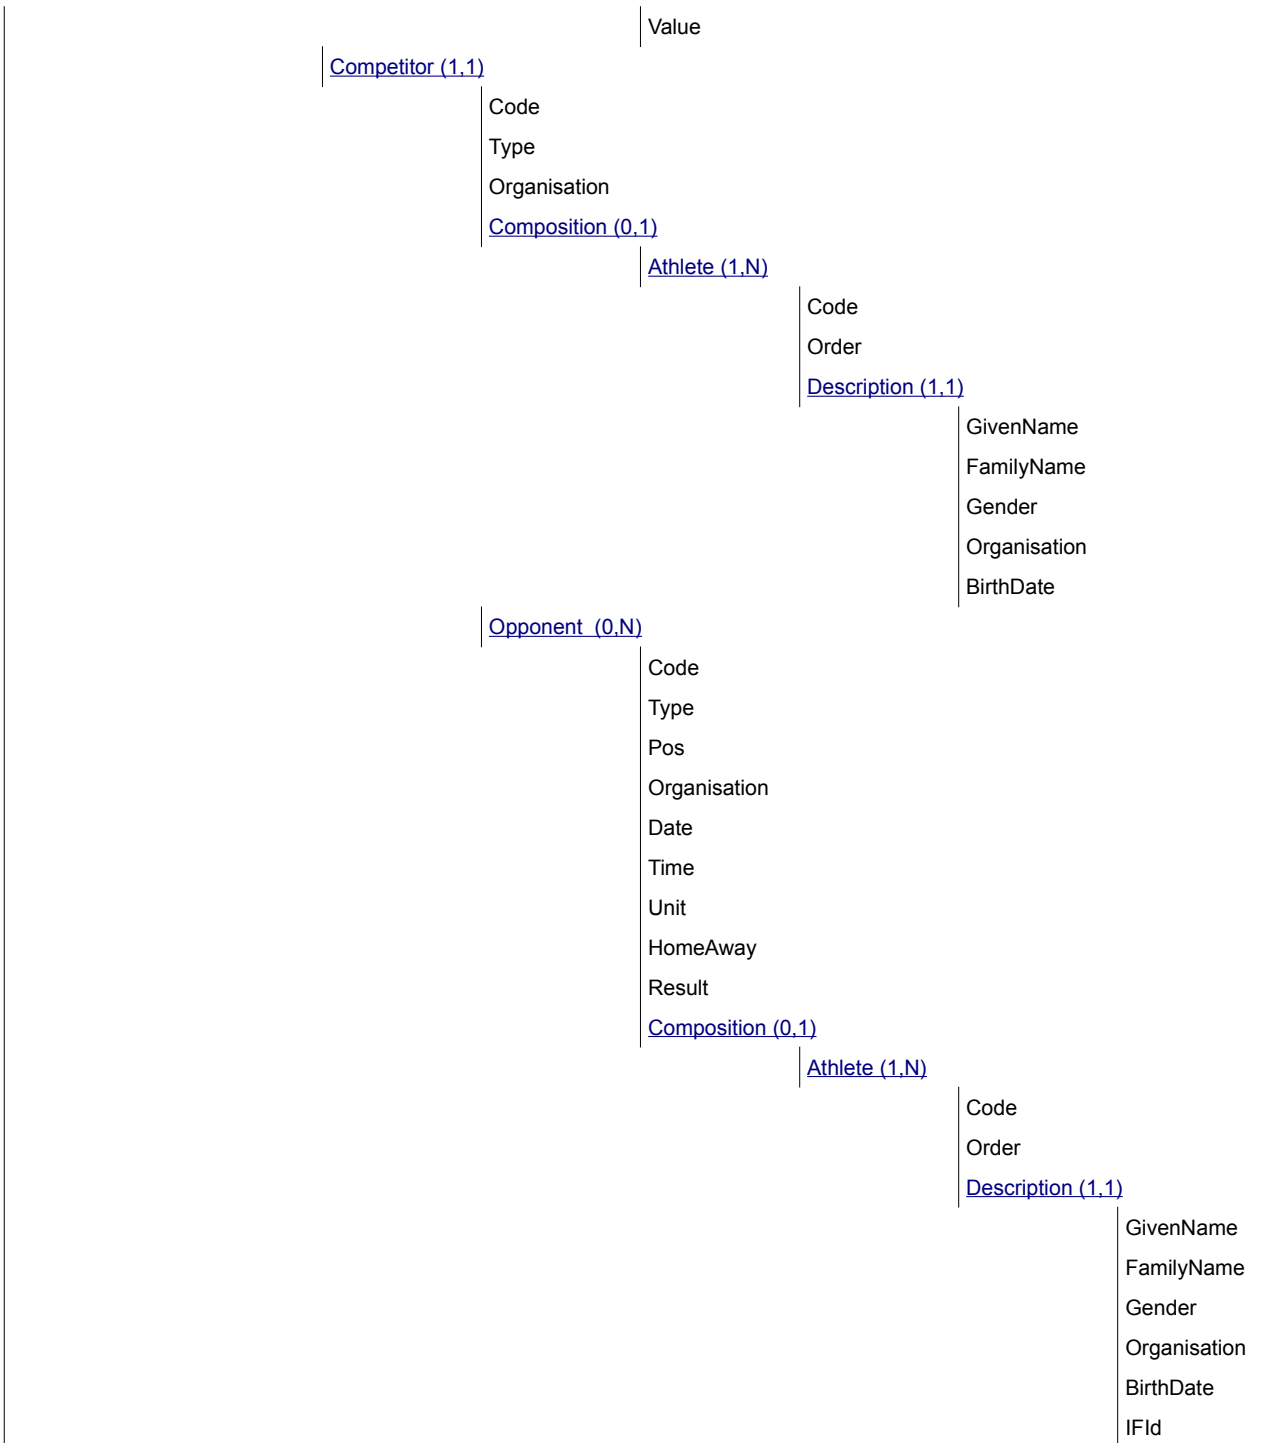 Value
Competitor (1,1)
Code
Type
Organisation
Composition (0,1)
Athlete (1,N)
Code
Order
Description (1,1)
GivenName
FamilyName
Gender
Organisation
BirthDate
Opponent  (0,N)
Code
Type
Pos
Organisation
Date
Time
Unit
HomeAway
Result
Composition (0,1)
Athlete (1,N)
Code
Order
Description (1,1)
GivenName
FamilyName
Gender
Organisation
BirthDate
IFId